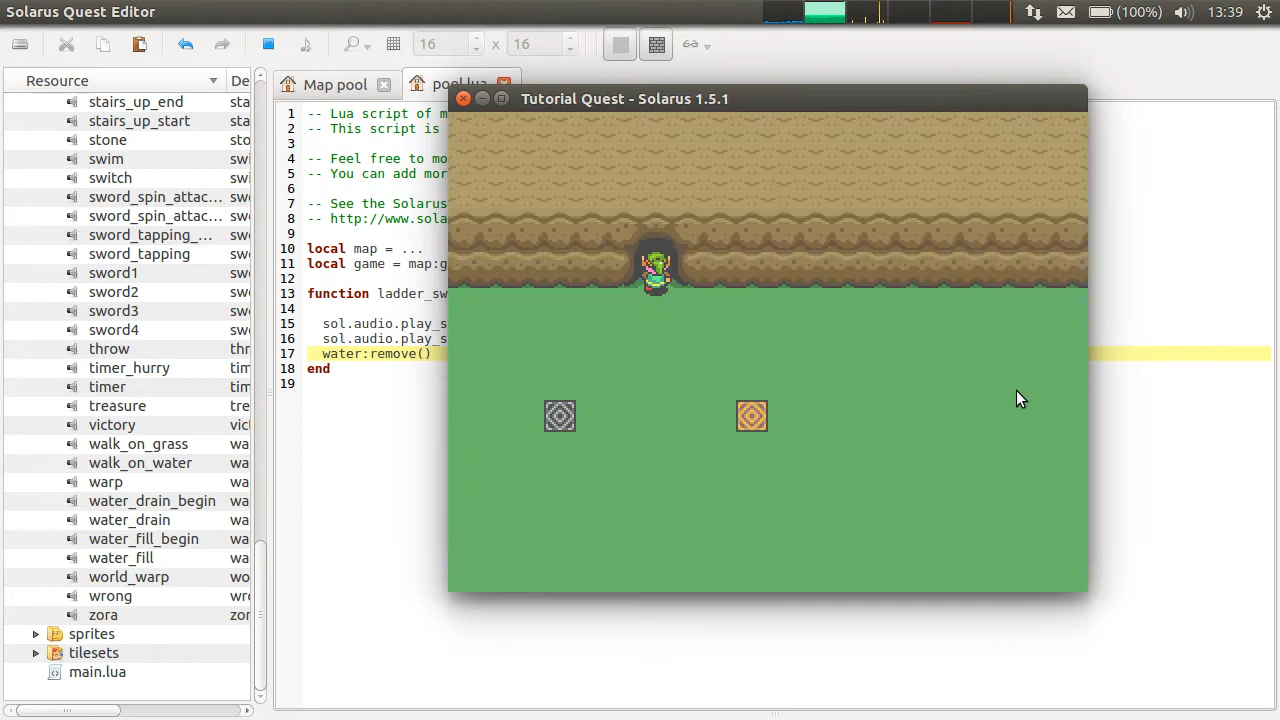 Solarus Quest Editor
(100%)
13:39
16
x
16
Resource
De
Map pool
pool.lua
Tutorial Quest - Solarus 1.5.1
stairs_up_end
sta
stairs_up_start
sta
stone
sto
swim
swi
switch
swi
sword_spin_attac...
sw
sword_spin_attac...
sw
sword_tapping_...
sw
sword_tapping
sw
sword1
sw
sword2
sw
sword3
sw
sword4
sw
throw
thr
timer_hurry
tim
timer
tim
treasure
tre
victory
vic
walk_on_grass
wa
walk_on_water
wa
warp
wa
water_drain_begin
wa
water_drain
wa
water_fill_begin
wa
water_fill
wa
world_warp
wo
wrong
wr
zora
zor
sprites
tilesets
main.lua
1 -- Lua script of m
2 -- This script is
3
4 -- Feel free to mo
5 -- You can add mor
6
7 -- See the Solarus
8 -- http://www.sola
9
10 local map = ...
11 local game = map:g
12
13 function ladder_sw
14
15 sol.audio.play_s
16 sol.audio.play_s
17 water:remove()
18 end
19